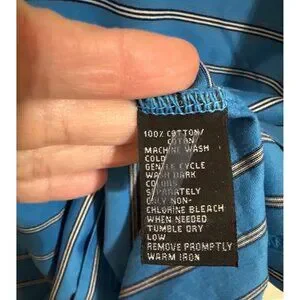 100% COTTON/
COTON
MACHINE WASH
COLD
GENTLE CYCLE
WASH DARK
COLORS
SEPARATELY
ONLY NON-
CHLORINE BLEACH
WHEN NEEDED
TUMBLE DRY
LOW
REMOVE PROMPTLY
WARM IRON